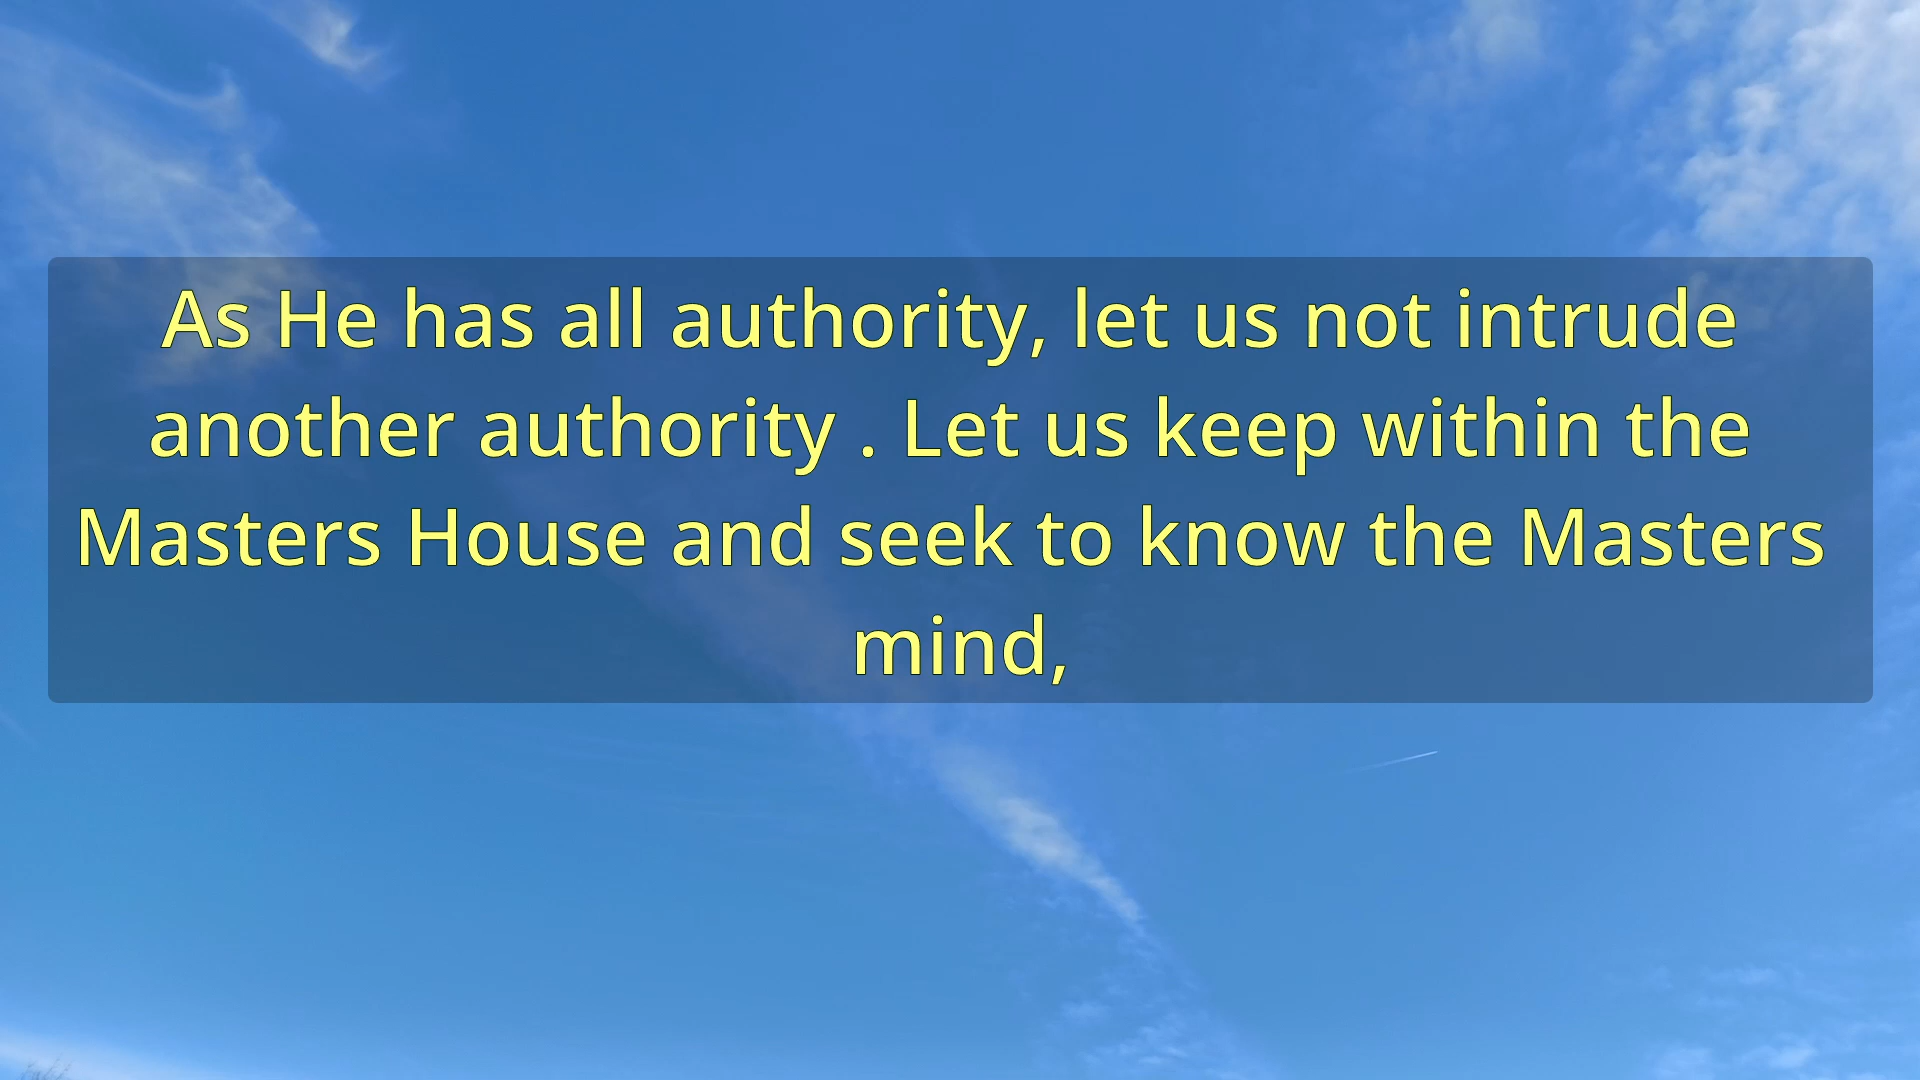 As He has all authority, let us not intrude
another authority . Let us keep within the
Masters House and seek to know the Masters
mind,